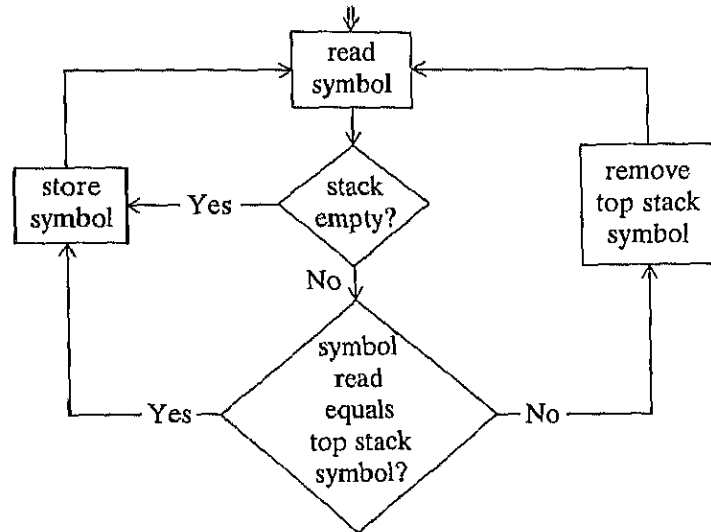 read
symbol
store
symbol
Yes
stack
empty?
remove
top stack
symbol
No
symbol
read
equals
top stack
symbol?
Yes
No